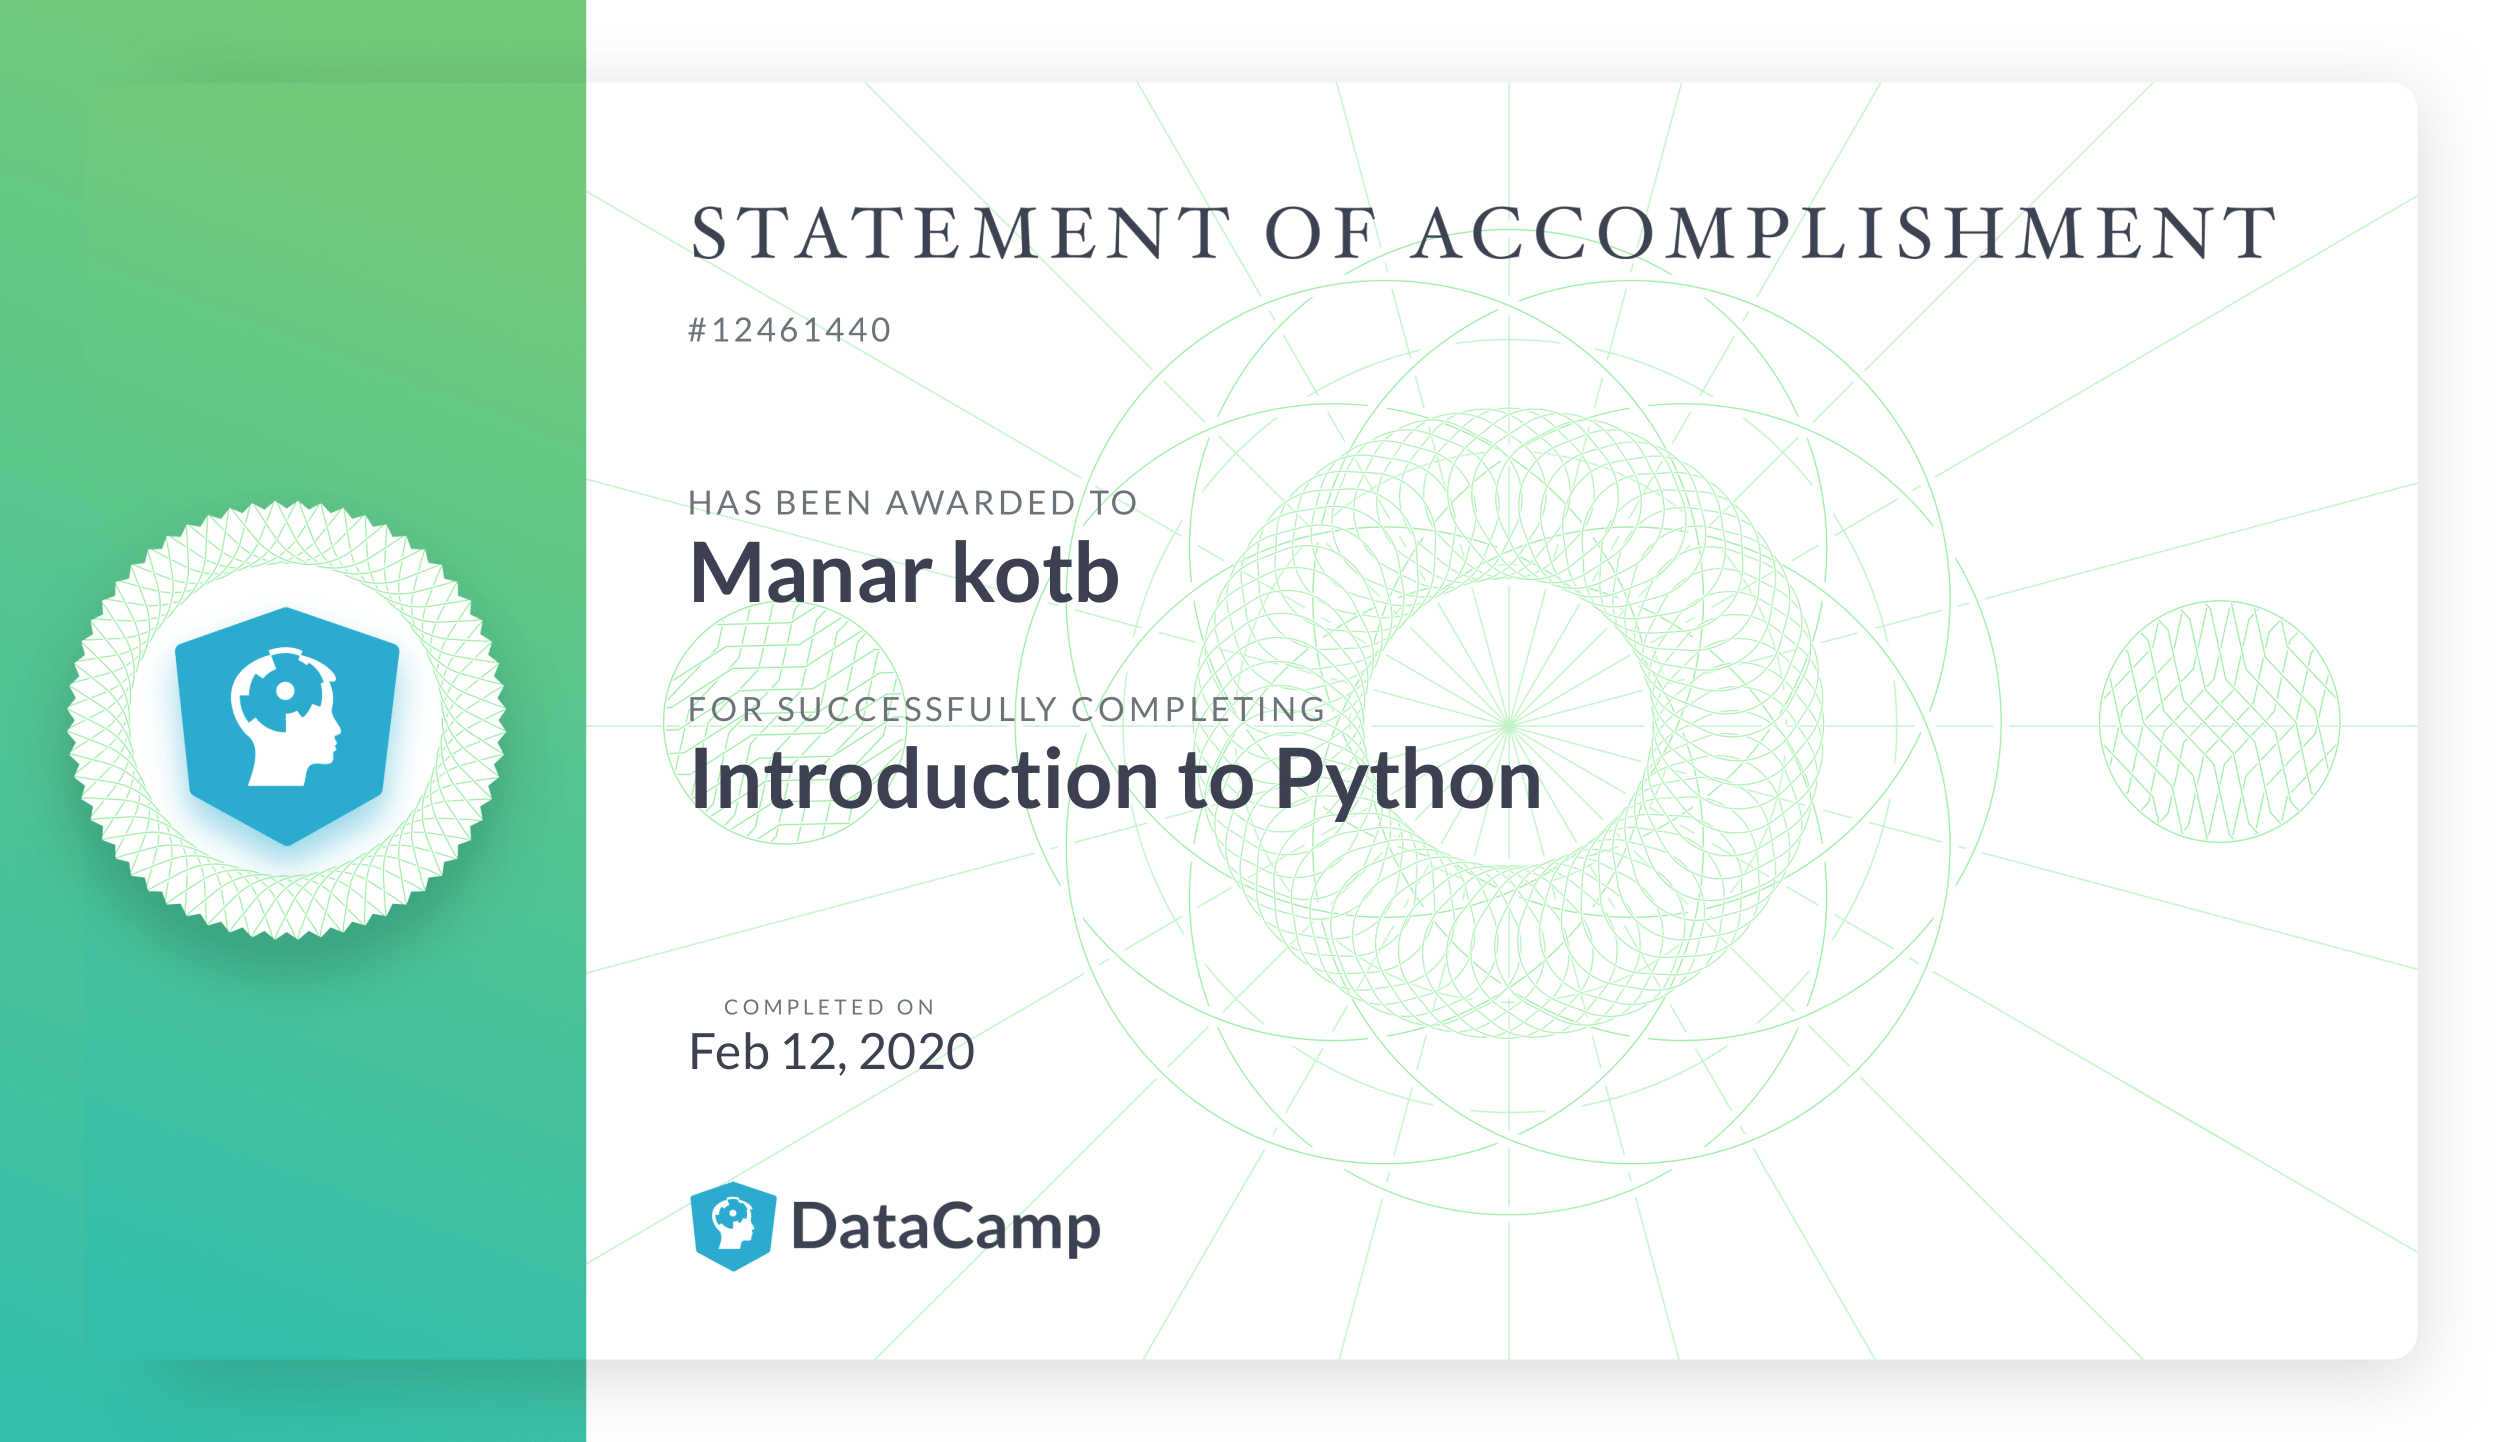 STATEMENT OF ACCOMPLISHMENT
#12461440
HAS BEEN AWARDED TO
Manar kotb
FOR SUCCESSFULLY COMPLETING
Introduction to Python
COMPLETED ON
Feb 12, 2020
DataCamp